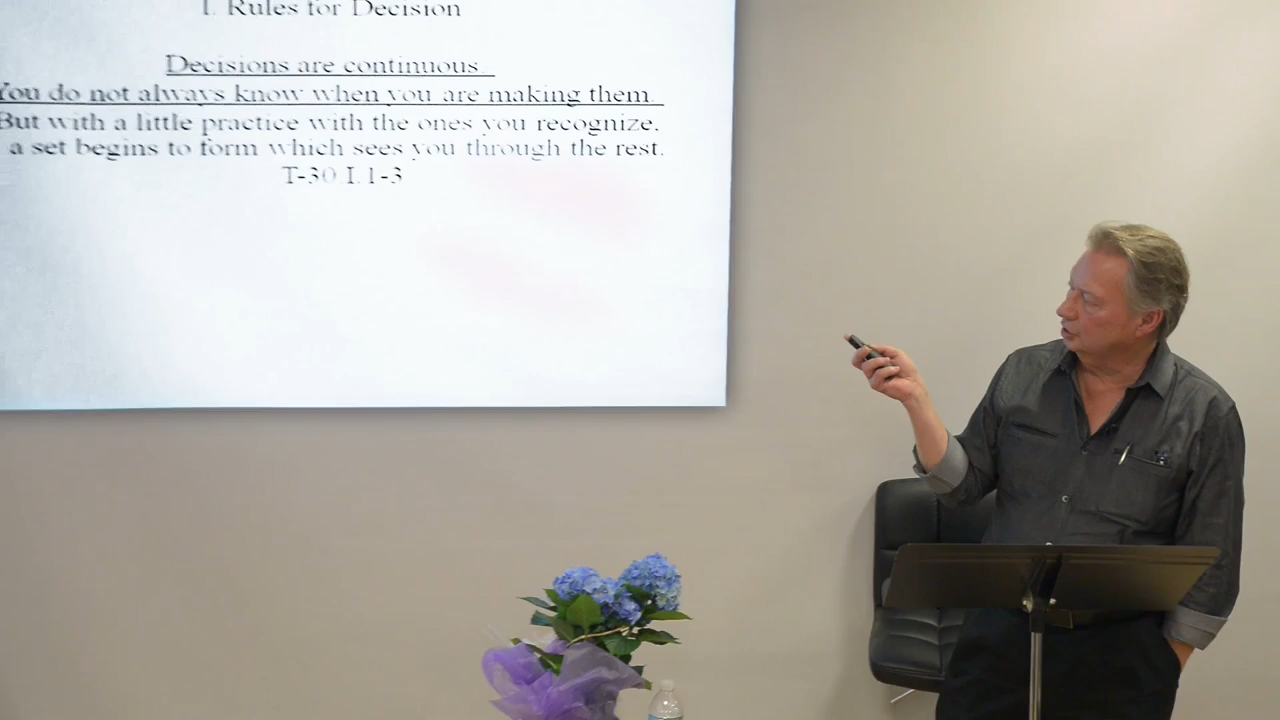 I. Rules for Decision
Decisions are continuous.
You do not always know when you are making them.
But with a little practice with the ones you recognize,
a set begins to form which sees you through the rest.
T-30.I.1-3